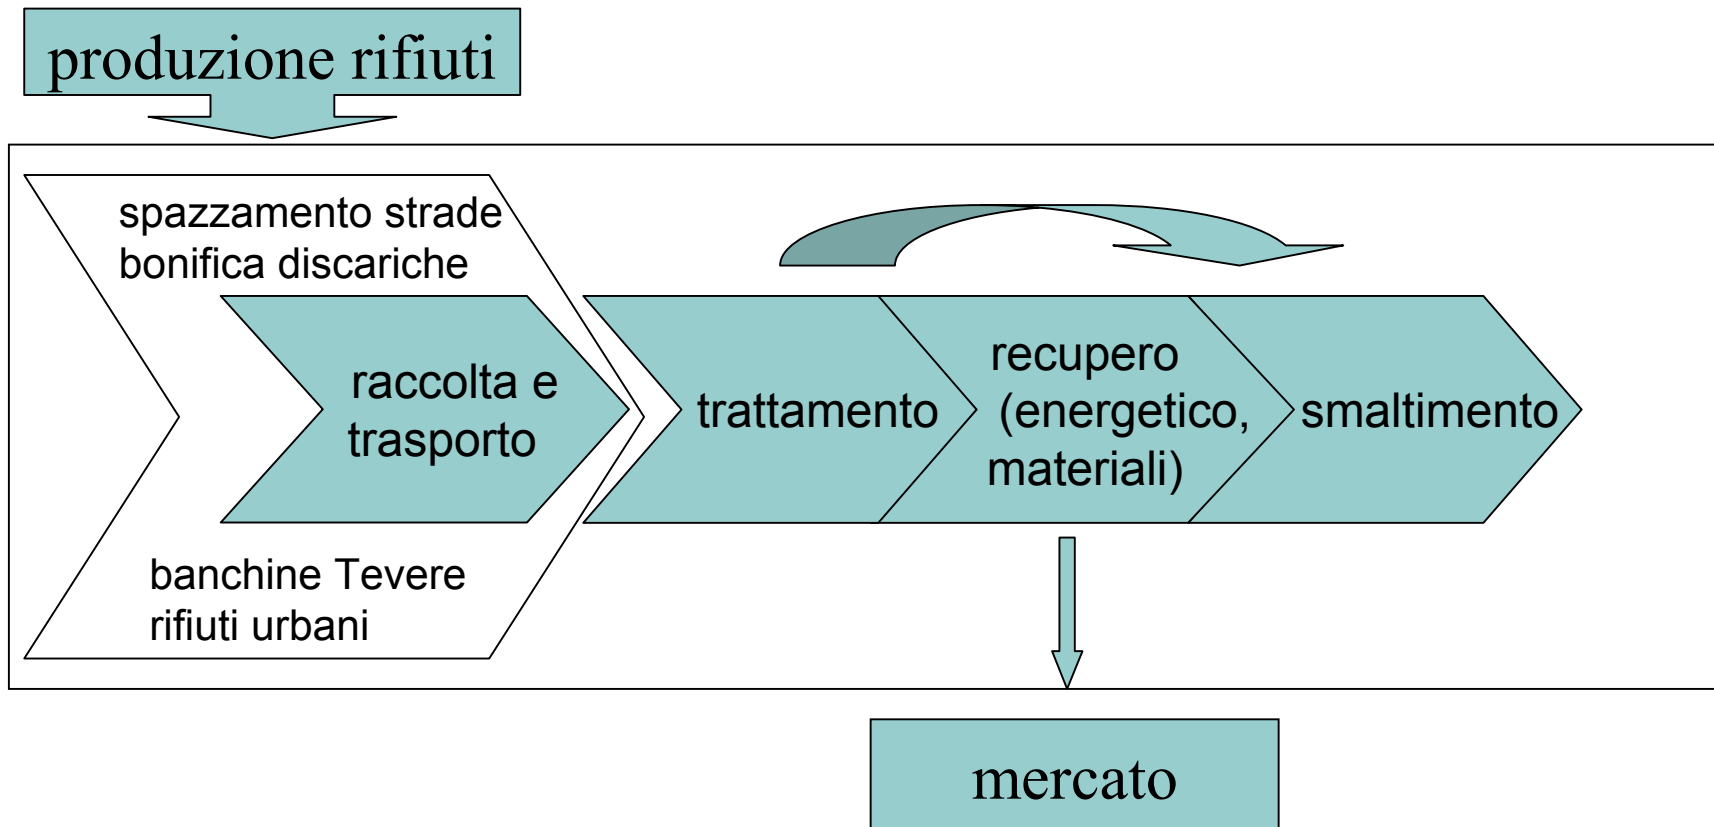 produzione rifiuti
spazzamento strade
bonifica discariche
raccolta e
trasporto
banchine Tevere
rifiuti urbani
trattamento
recupero
(energetico,
materiali)
smaltimento
mercato